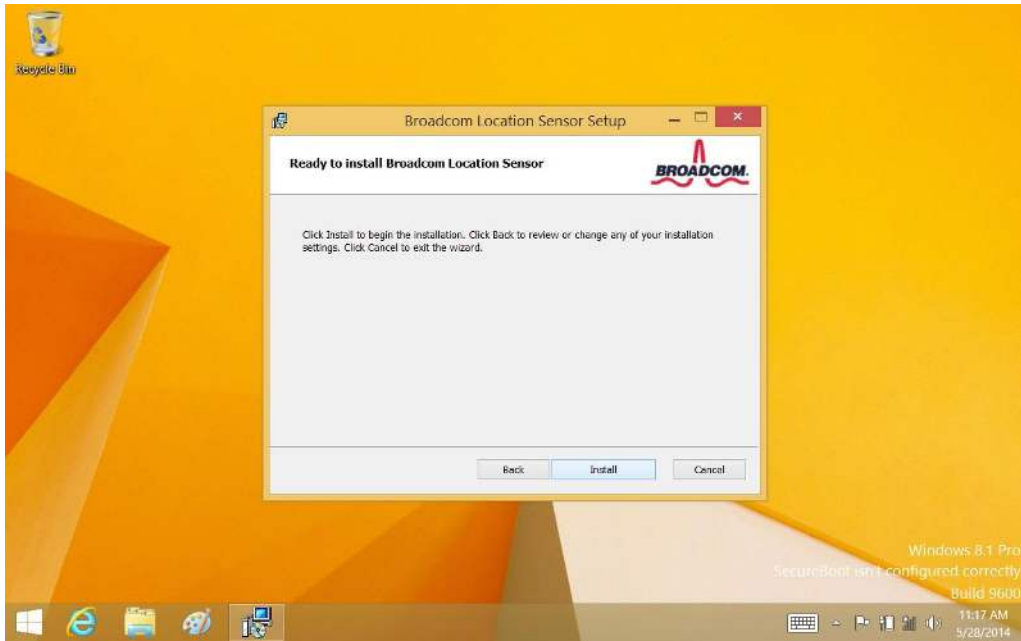 Recycle Bin
Broadcom Location Sensor Setup
Ready to install Broadcom Location Sensor
BROADCOM.
Click Install to begin the installation. Click Back to review or change any of your installation
settings. Click Cancel to exit the wizard.
Back
Install
Cancel
Windows 8.1 Pro
SecureBoot isn't configured correctly
Build 9600
11:17 AM
5/28/2014